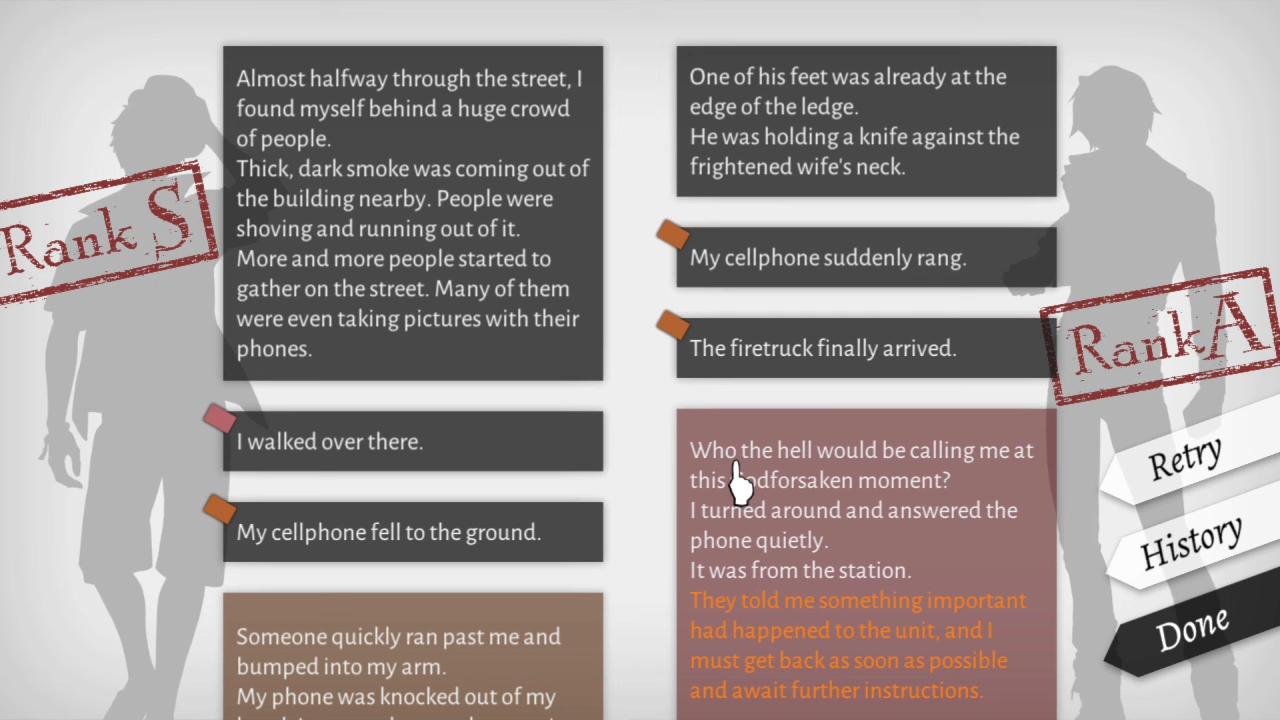 Almost halfway through the street, I
found myself behind a huge crowd
of people.
Thick, dark smoke was coming out of
the building nearby. People were
shoving and running out of it.
More and more people started to
gather on the street. Many of them
were even taking pictures with their
phones.
Rank S
I walked over there.
My cellphone fell to the ground.
Someone quickly ran past me and
bumped into my arm.
My phone was knocked out of my
One of his feet was already at the
edge of the ledge.
He was holding a knife against the
frightened wife's neck.
My cellphone suddenly rang.
The firetruck finally arrived.
Rank A
Who the hell would be calling me at
this moment?
I turned around and answered the
phone quietly.
It was from the station.
They told me something important
had happened to the unit, and I
must get back as soon as possible
and await further instructions.
Retry
History
Done